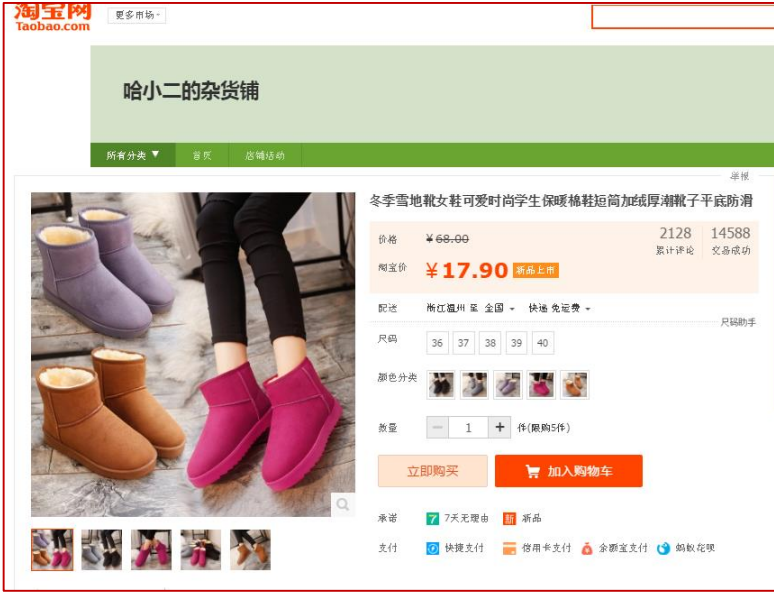 淘宝网
Taobao.com
更多市场
哈小二的杂货铺
所有分类 ▼ 首页 店铺活动
举报
冬季雪地靴女鞋可爱时尚学生保暖棉鞋短筒加绒厚潮靴子平底防滑
价格 ¥68.00
2128 14588
累计评论 交易成功
淘宝价 ¥17.90 新品上市
配送 浙江温州 至 全国 快递 免运费
尺码助手
尺码 36 37 38 39 40
颜色分类
数量 － 1 + 件(限购5件)
立即购买 加入购物车
承诺 7 7天无理由 新 新品
支付 快捷支付 信用卡支付 余额宝支付 蚂蚁花呗